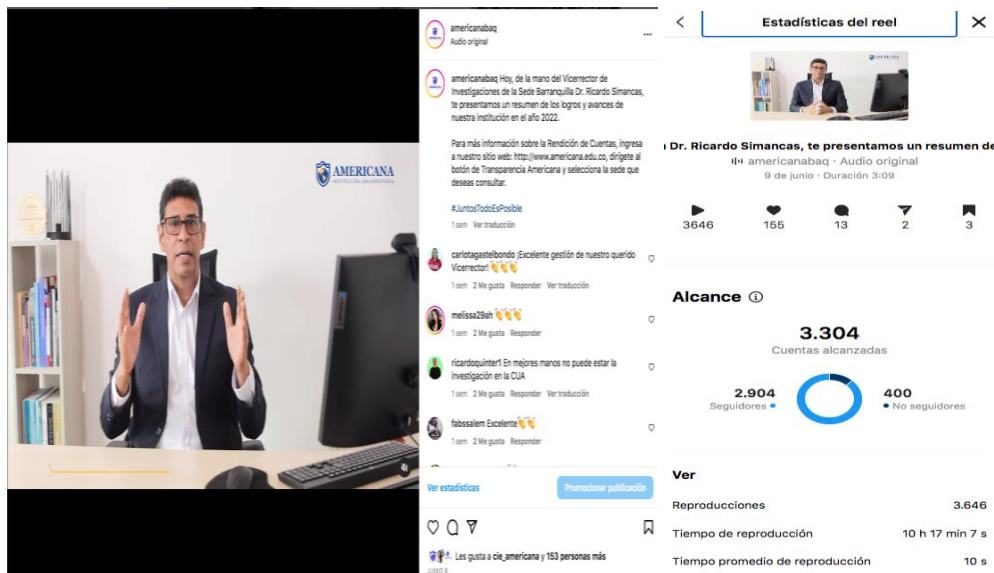 americanabaq
Audio original
AMERICANA
INSTITUCIÓN UNIVERSITARIA
americanabaq Hoy, de la mano del Vicerrector de
Investigaciones de la Sede Barranquilla Dr. Ricardo Simancas,
te presentamos un resumen de los logros y avances de
nuestra institución en el año 2022.
Para más información sobre la Rendición de Cuentas, ingresa
a nuestro sitio web: http://www.americana.edu.co, dirígete al
botón de Transparencia Americana y selecciona la sede que
deseas consultar.
#JuntosTodoEsPosible
1 sem Ver traducción
carlotagastelbondo ¡Excelente gestión de nuestro querido
Vicerrector! 👏👏👏
1 sem 2 Me gusta Responder Ver traducción
melissa29ah 👏👏👏
1 sem 2 Me gusta Responder
ricardoquinter1 En mejores manos no puede estar la
investigación en la CUA
1 sem 2 Me gusta Responder Ver traducción
fabssalem Excelente👏👏
1 sem 2 Me gusta Responder
Ver estadísticas
Promocionar publicación
Les gusta a cie_americana y 153 personas más
JUNIO 9
Estadísticas del reel
Dr. Ricardo Simancas, te presentamos un resumen de
americanabaq · Audio original
9 de junio · Duración 3:09
3646 155 13 2 3
Alcance
3.304
Cuentas alcanzadas
2.904
Seguidores
400
No seguidores
Ver
Reproducciones 3.646
Tiempo de reproducción 10 h 17 min 7 s
Tiempo promedio de reproducción 10 s